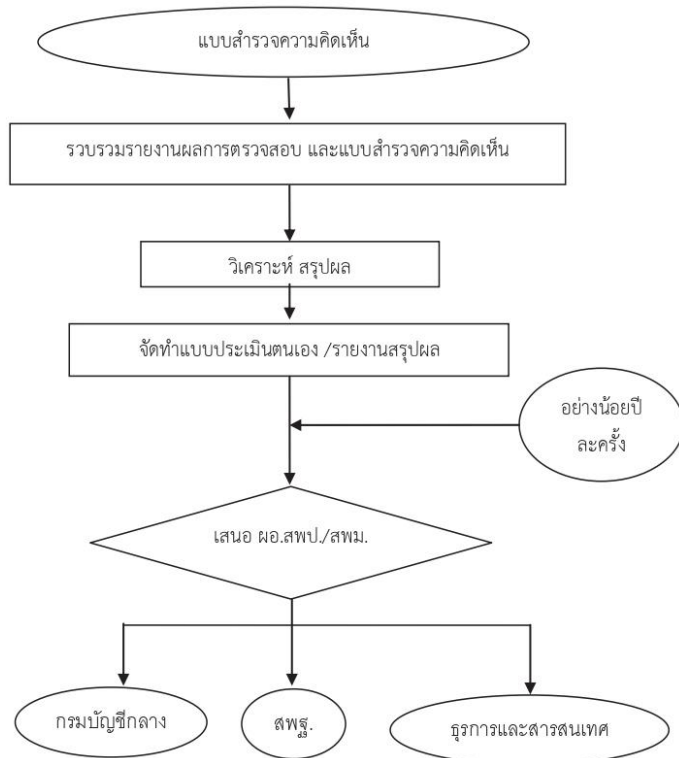 แบบสำรวจความคิดเห็น
รวบรวมรายงานผลการตรวจสอบ และแบบสำรวจความคิดเห็น
วิเคราะห์ สรุปผล
จัดทำแบบประเมินตนเอง /รายงานสรุปผล
อย่างน้อยปี
ละครั้ง
เสนอ ผอ.สพป./สพม.
กรมบัญชีกลาง
สพฐ.
ธุรการและสารสนเทศ